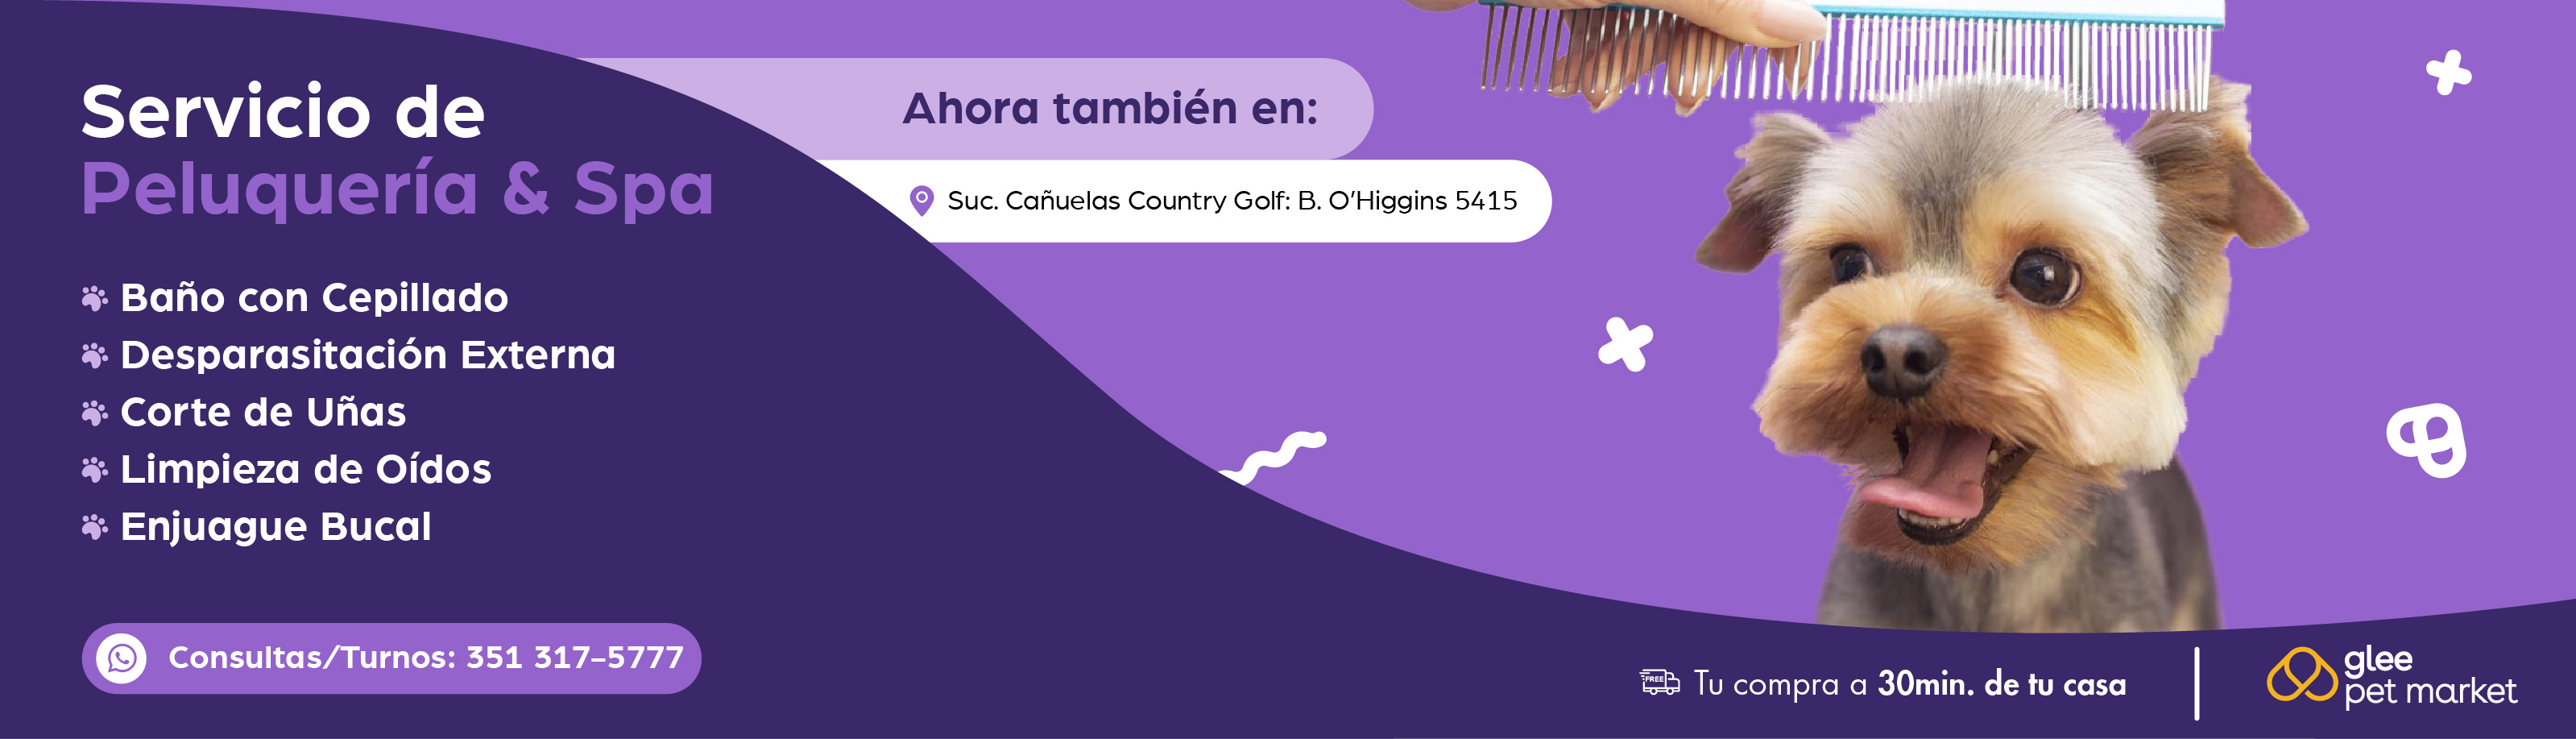 Servicio de
Peluquería & Spa
Baño con Cepillado
Desparasitación Externa
Corte de Uñas
Limpieza de Oídos
Enjuague Bucal
Consultas/Turnos: 351 317-5777
Ahora también en:
Suc. Cañuelas Country Golf: B. O'Higgins 5415
FREE
Tu compra a 30min. de tu casa
glee
pet market